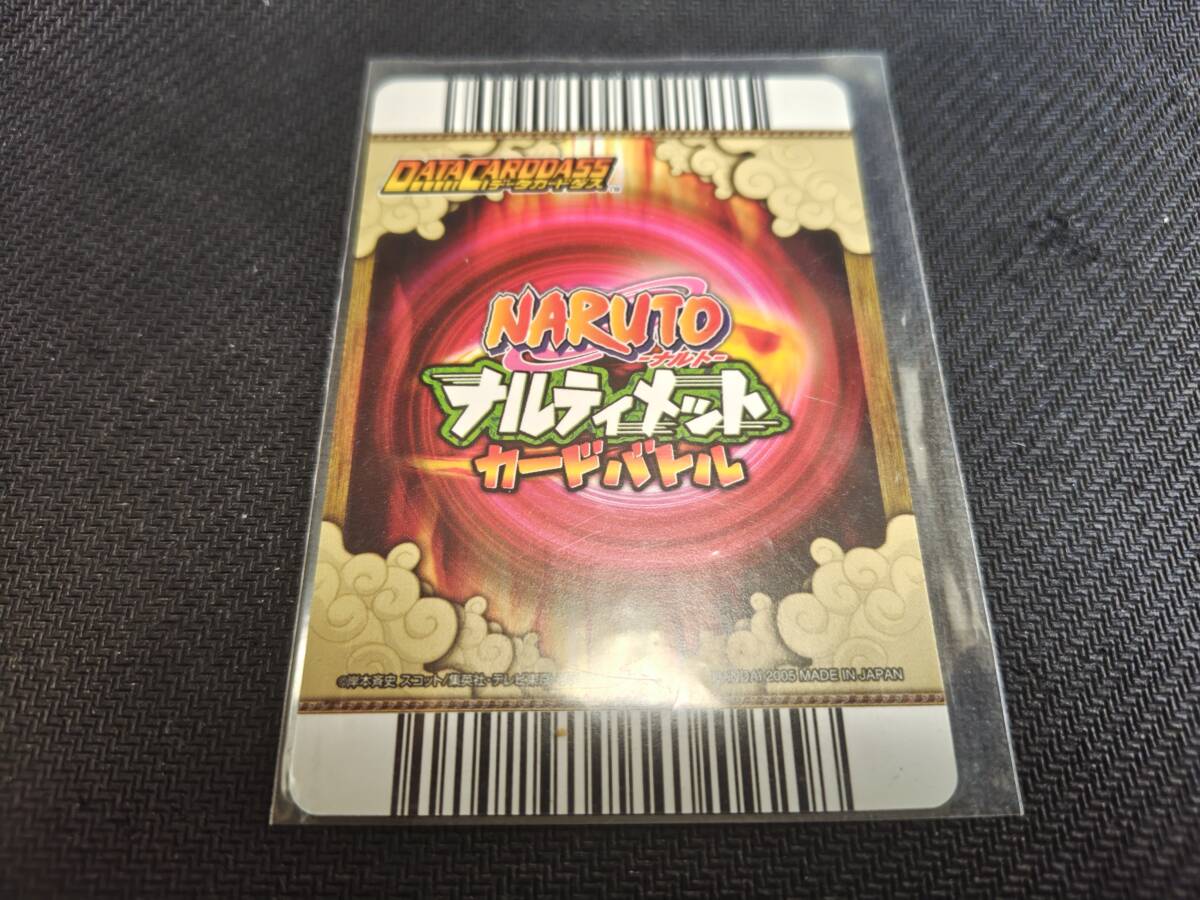 DATACARDDASS
データカードダス TM
NARUTO
-ナルト-
ナルティメット
カードバトル
©岸本斉史 スコット/集英社・テレビ東京
BANDAI 2005 MADE IN JAPAN